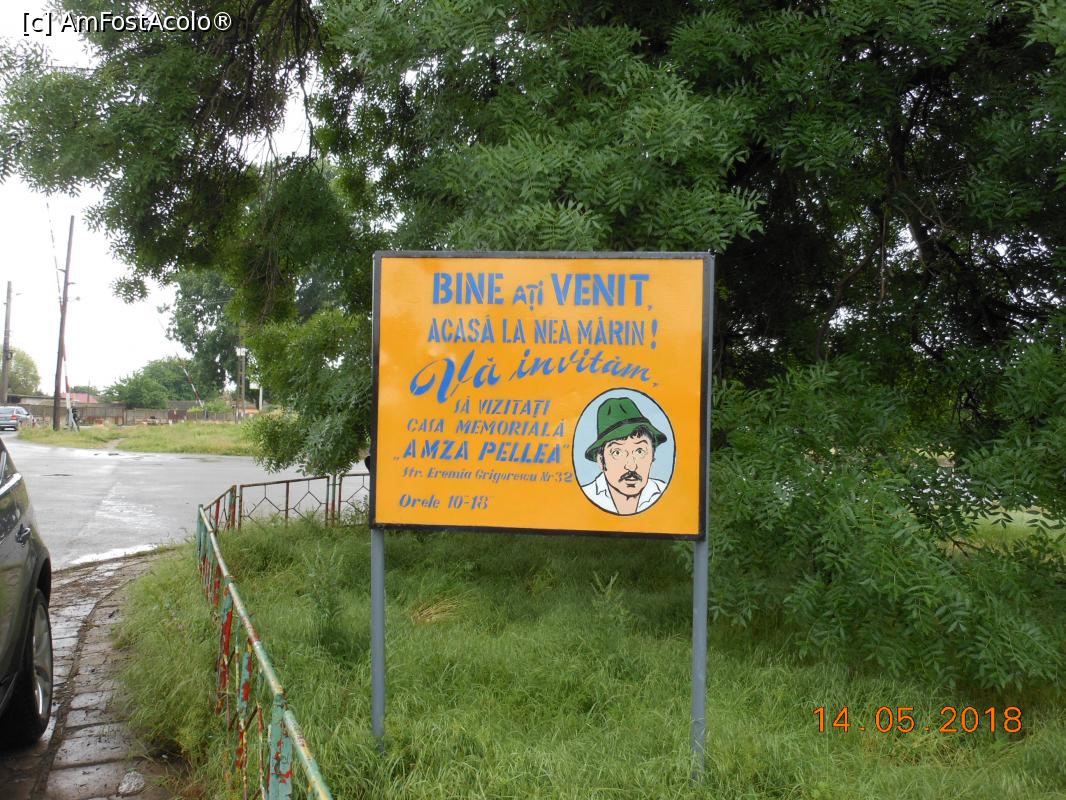 [c] AmFostAcolo®
BINE AȚI VENIT,
ACASĂ LA NEA MĂRIN!
Vă invităm,
SĂ VIZITAȚI
CASA MEMORIALĂ
„AMZA PELLEA"
Str. Eremia Grigorescu Nr 32
Orele 10-18
14.05.2018